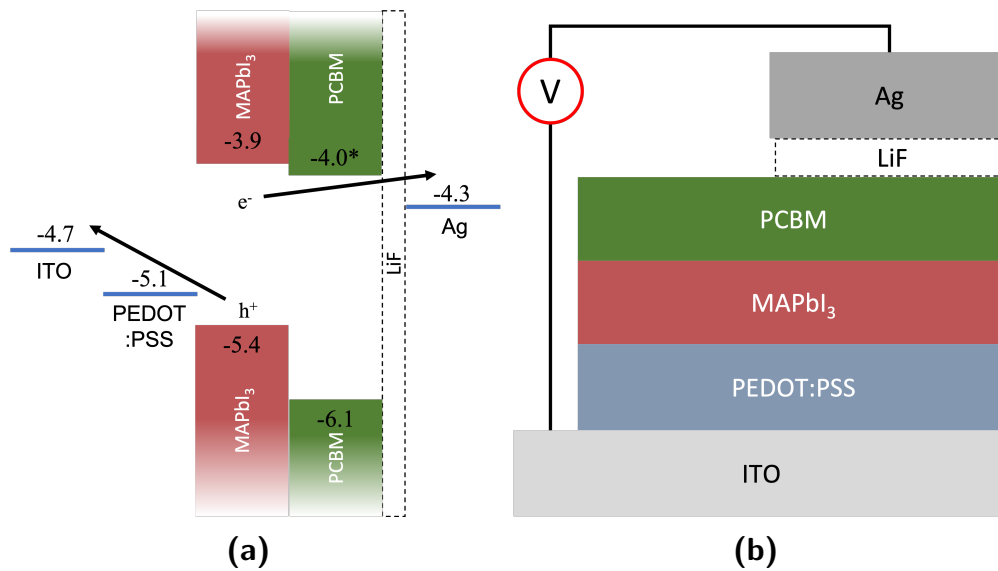 MAPbI₃
-3.9
PCBM
-4.0*
e⁻
-4.3
Ag
-4.7
ITO
-5.1
PEDOT
:PSS
h⁺
-5.4
MAPbI₃
-6.1
PCBM
LiF
(a)
V
Ag
LiF
PCBM
MAPbI₃
PEDOT:PSS
ITO
(b)